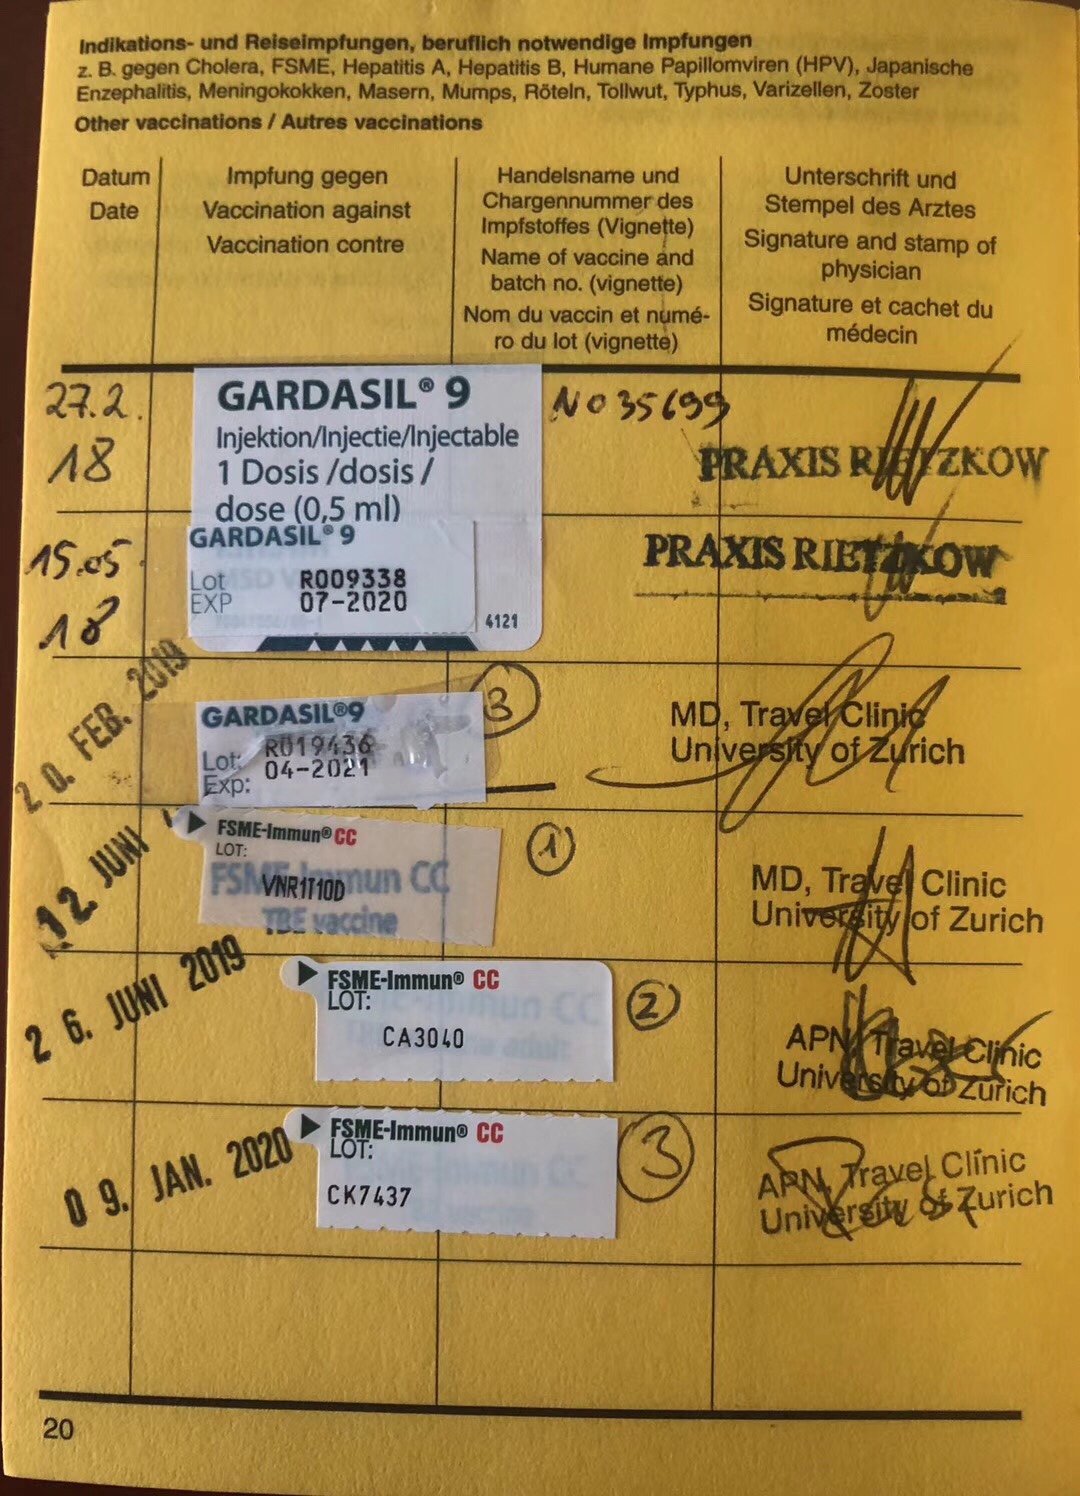 Indikations- und Reiseimpfungen, beruflich notwendige Impfungen
z. B. gegen Cholera, FSME, Hepatitis A, Hepatitis B, Humane Papillomviren (HPV), Japanische
Enzephalitis, Meningokokken, Masern, Mumps, Röteln, Tollwut, Typhus, Varizellen, Zoster
Other vaccinations / Autres vaccinations
Datum
Date
Impfung gegen
Vaccination against
Vaccination contre
Handelsname und
Chargennummer des
Impfstoffes (Vignette)
Name of vaccine and
batch no. (vignette)
Nom du vaccin et numé-
ro du lot (vignette)
Unterschrift und
Stempel des Arztes
Signature and stamp of
physician
Signature et cachet du
médecin
27.2.
18
GARDASIL® 9
Injektion/Injectie/Injectable
1 Dosis /dosis /
dose (0,5 ml)
N035699
PRAXIS RIETZKOW
15.05
18
GARDASIL® 9
Lot R009338
EXP 07-2020
4121
PRAXIS RIETZKOW
20. FEB. 2019
GARDASIL®9
Lot: R019436
Exp: 04-2021
3
MD, Travel Clinic
University of Zurich
12. JUNI
FSME-Immun® CC
LOT:
VNR1T10D
FSME-Immun CC
TBE vaccine
1
MD, Travel Clinic
University of Zurich
26. JUNI 2019
FSME-Immun® CC
LOT:
CA3040
2
APN, Travel Clinic
University of Zurich
09. JAN. 2020
FSME-Immun® CC
LOT:
CK7437
3
APN, Travel Clinic
University of Zurich
20